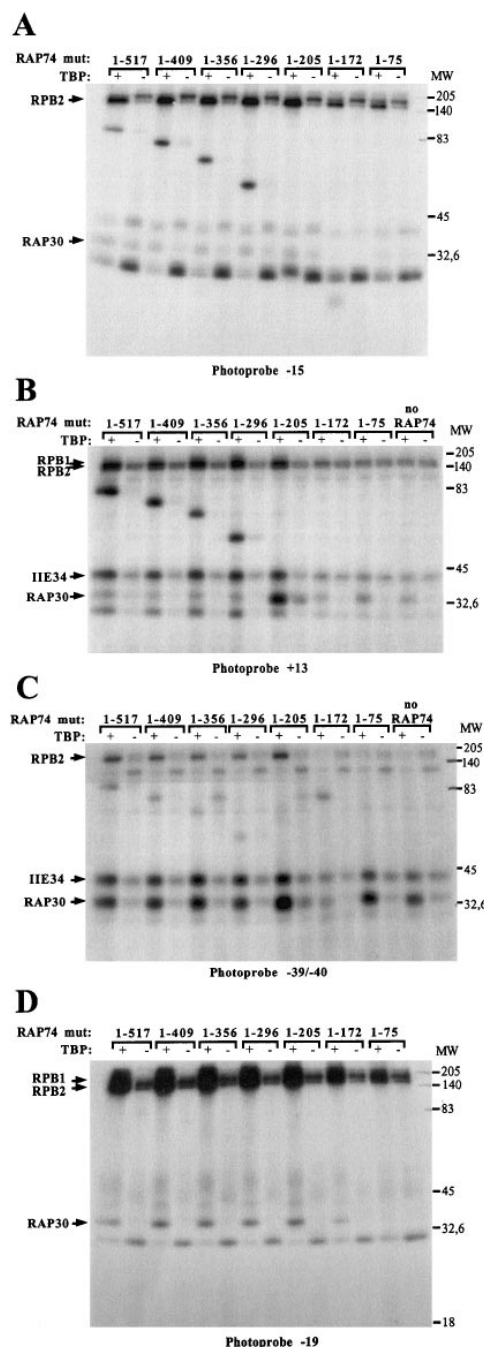 A
RAP74 mut: 1-517 1-409 1-356 1-296 1-205 1-172 1-75
TBP: + - + - + - + - + - + - + - MW
RPB2 205
140
83
45
RAP30 32,6
Photoprobe -15
B
no
RAP74 mut: 1-517 1-409 1-356 1-296 1-205 1-172 1-75 RAP74
TBP: + - + - + - + - + - + - + - + - MW
RPB1 205
RPB2 140
83
IIE34 45
RAP30 32,6
Photoprobe +13
C
no
RAP74 mut: 1-517 1-409 1-356 1-296 1-205 1-172 1-75 RAP74
TBP: + - + - + - + - + - + - + - + - MW
RPB2 205
140
83
IIE34 45
RAP30 32,6
Photoprobe -39/-40
D
RAP74 mut: 1-517 1-409 1-356 1-296 1-205 1-172 1-75
TBP: + - + - + - + - + - + - + - MW
RPB1 205
RPB2 140
83
45
RAP30 32,6
18
Photoprobe -19